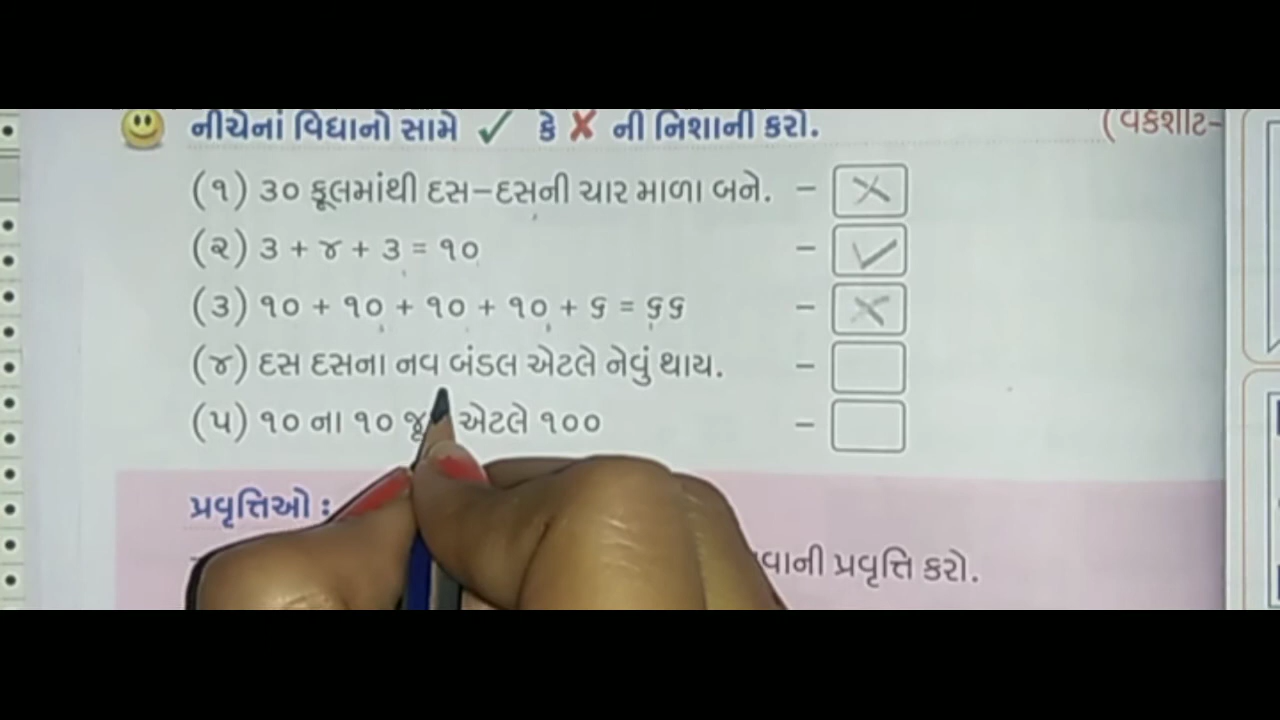 નીચેનાં વિધાનો સામે ✓ કે ✗ ની નિશાની કરો. (વર્કશીટ-
(૧) ૩૦ ફૂલમાંથી દસ-દસની ચાર માળા બને. - ✗
(૨) ૩ + ૪ + ૩ = ૧૦ - ✓
(૩) ૧૦ + ૧૦ + ૧૦ + ૧૦ + ૬ = ૬૬ - ✗
(૪) દસ દસના નવ બંડલ એટલે નેવું થાય. -
(૫) ૧૦ ના ૧૦ એટલે ૧૦૦ -
પ્રવૃત્તિઓ :
પ્રવૃત્તિ કરો.